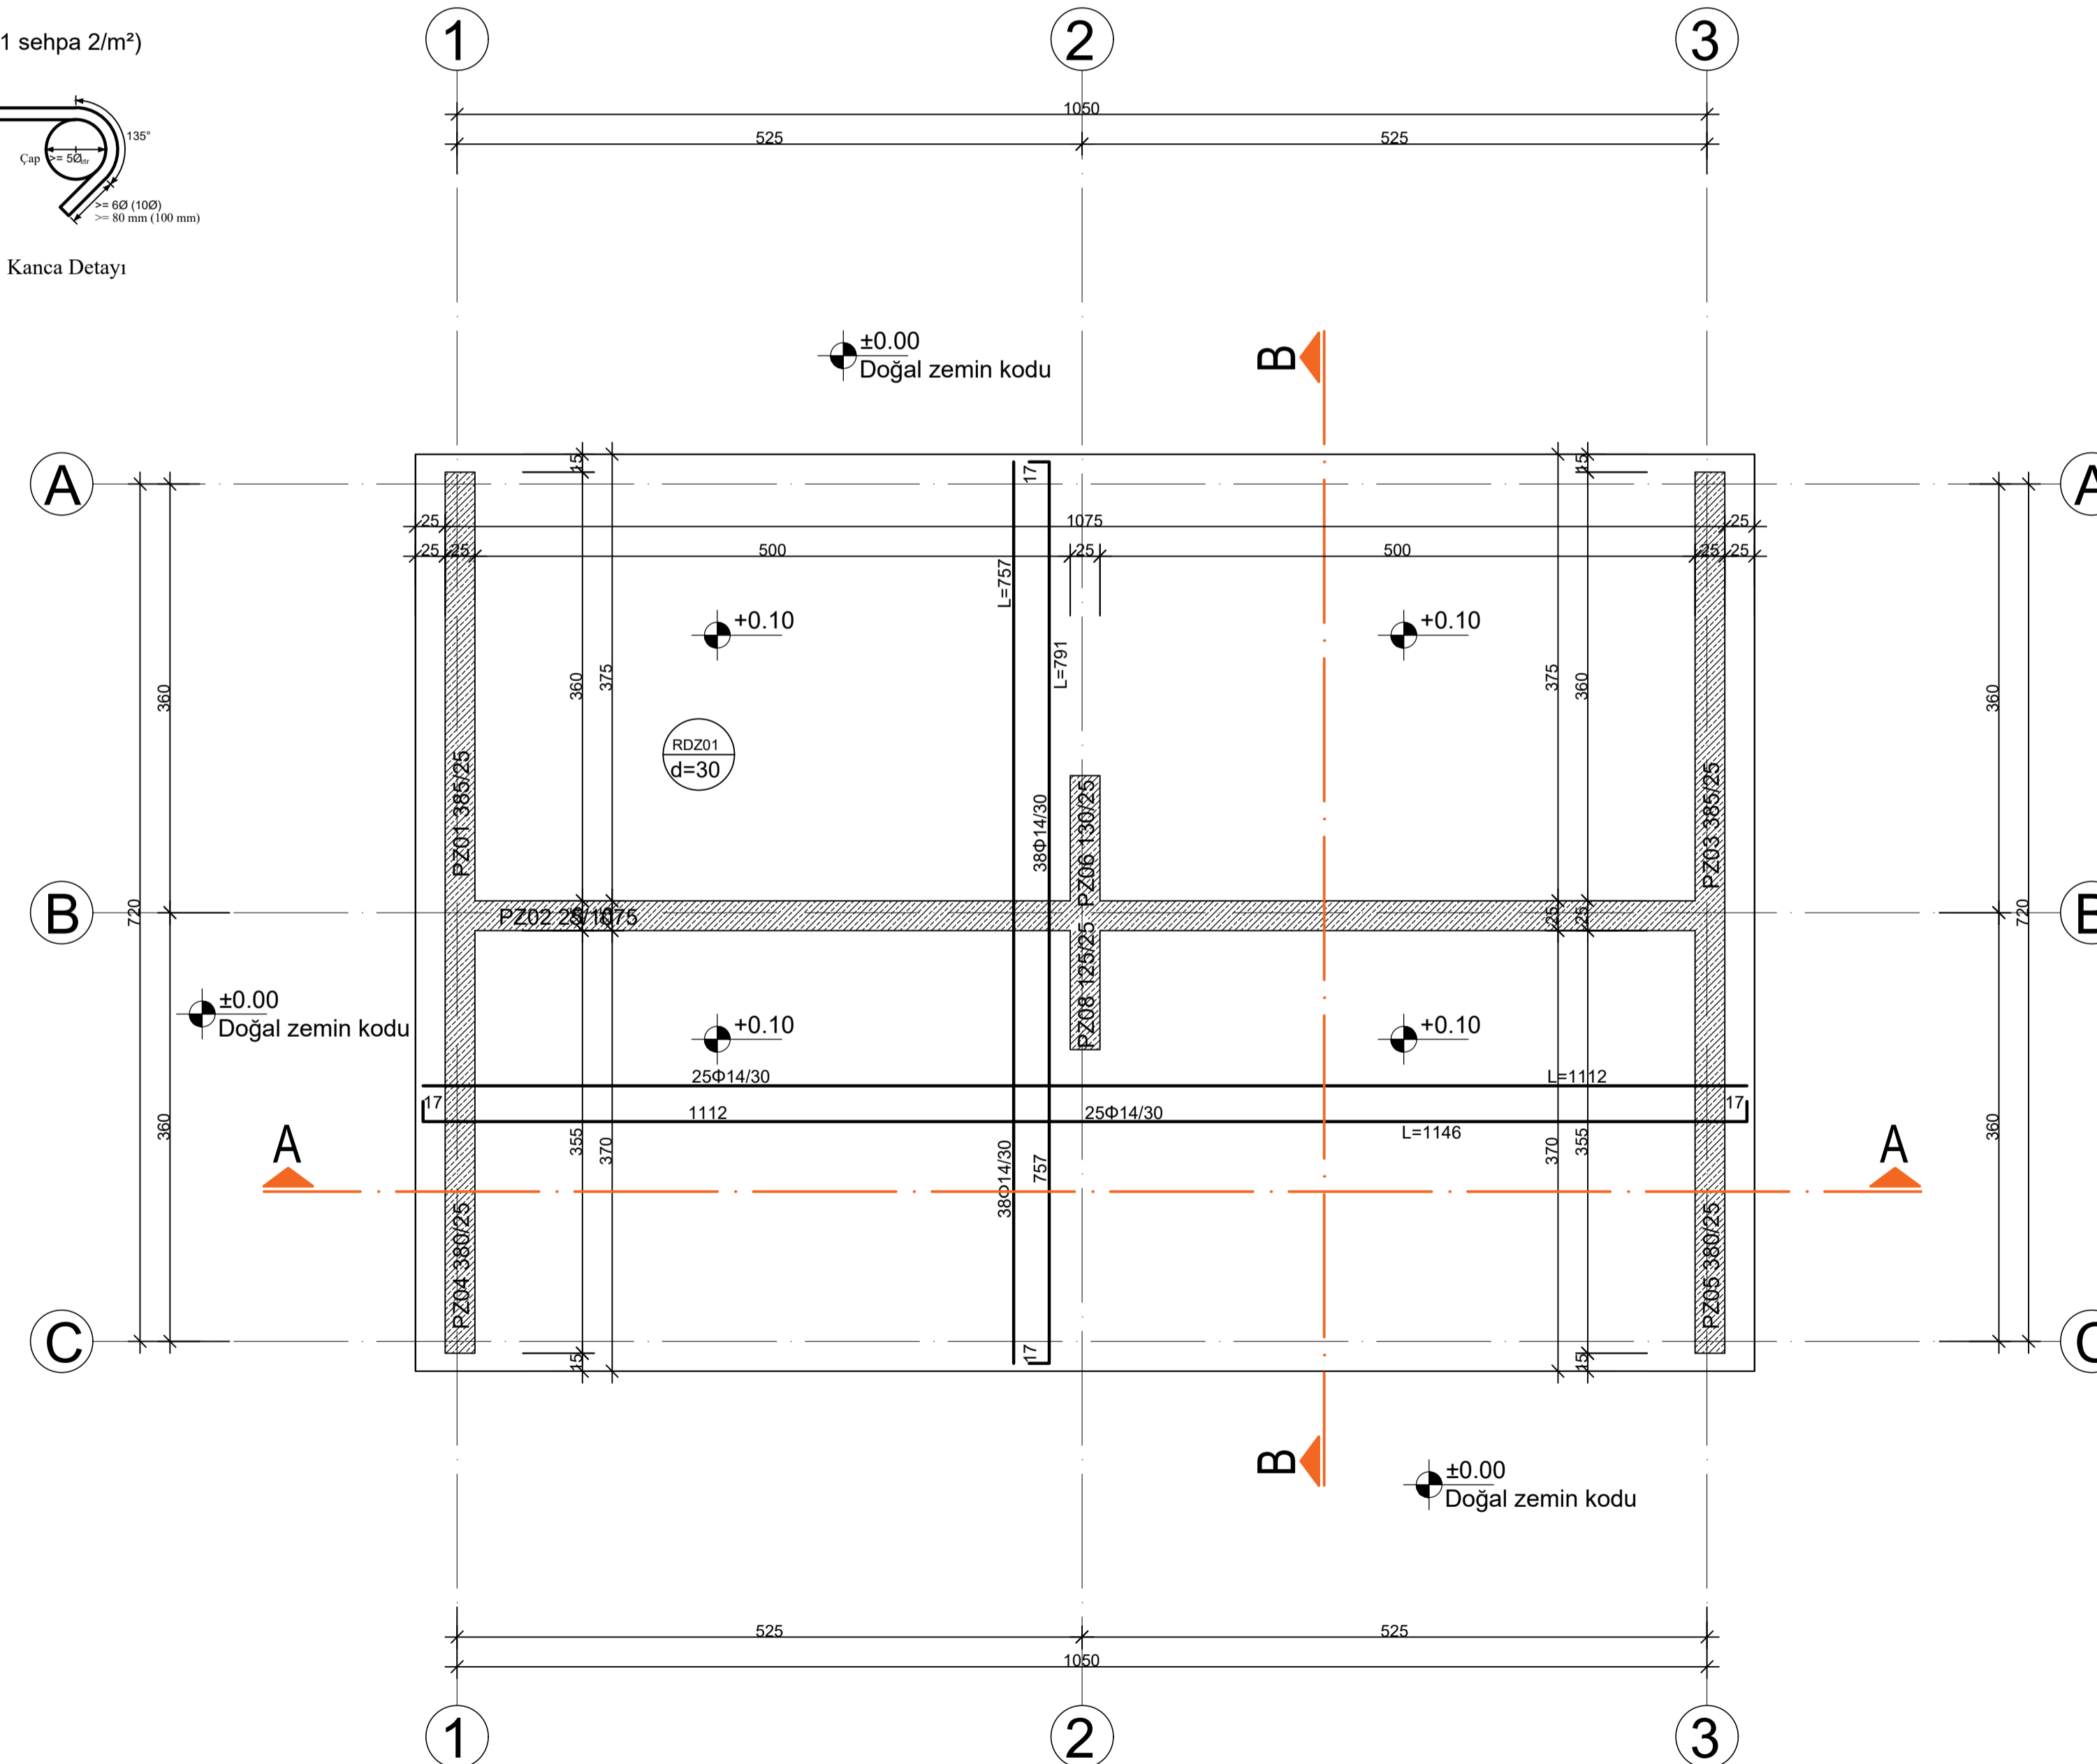 1 sehpa 2/m²)
135°
Çap >= 5Øetr
>= 6Ø (10Ø)
>= 80 mm (100 mm)
Kanca Detayı
1
2
3
1050
525
525
±0.00
Doğal zemin kodu
B
A
A
15
375
17
375
15
25
1075
25
25
25
500
25
500
25
25
L=757
+0.10
+0.10
L=791
360
360
375
375
360
360
RDZ01
d=30
PZ01 385/25
38Φ14/30
PZ06 130/25
PZ03 385/25
B
720
PZ02 25/1075
25
25
25
25
720
B
PZ08 125/25
±0.00
Doğal zemin kodu
+0.10
+0.10
25Φ14/30
L=1112
17
1112
25Φ14/30
17
L=1146
360
355
370
38Φ14/30
757
370
355
360
A
A
PZ04 380/25
PZ05 380/25
C
15
17
15
C
B
±0.00
Doğal zemin kodu
525
525
1050
1
2
3